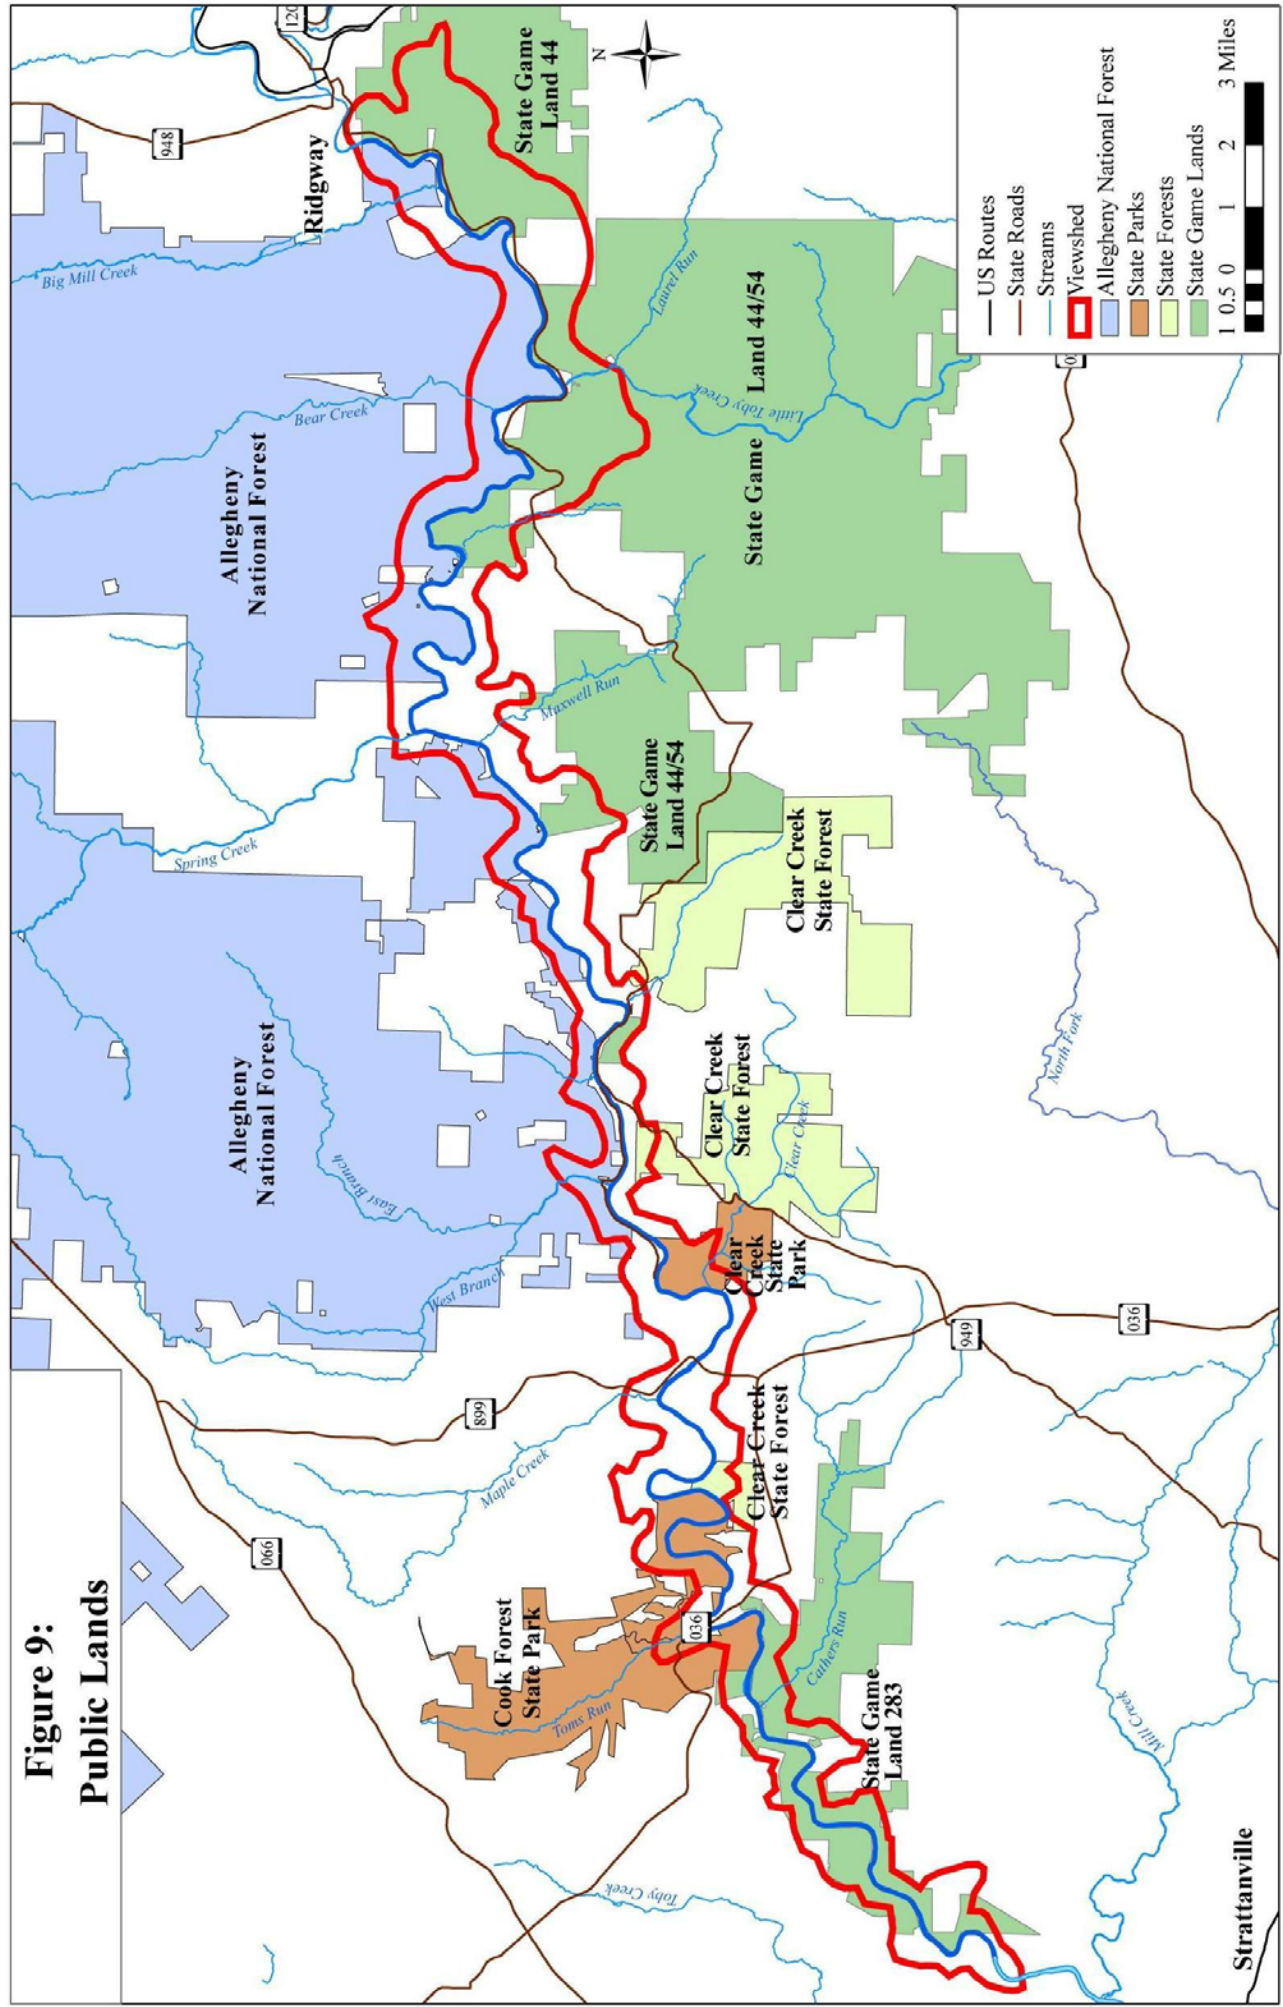 Figure 9:
Public Lands
120
948
Ridgway
State Game
Land 44
N
Big Mill Creek
Laurel Run
Bear Creek
Allegheny
National Forest
Land 44/54
State Game
Little Toby Creek
Maxwell Run
State Game
Land 44/54
Spring Creek
Clear Creek
State Forest
Allegheny
National Forest
East Branch
West Branch
Clear Creek
State Forest
Clear Creek
North Fork
Clear
Creek
State
Park
949
036
899
Maple Creek
Clear Creek
State Forest
066
Cook Forest
State Park
036
Toms Run
Cathers Run
State Game
Land 283
Mill Creek
Toby Creek
Strattanville
US Routes
State Roads
Streams
Viewshed
Allegheny National Forest
State Parks
State Forests
State Game Lands
1 0.5 0 1 2 3 Miles